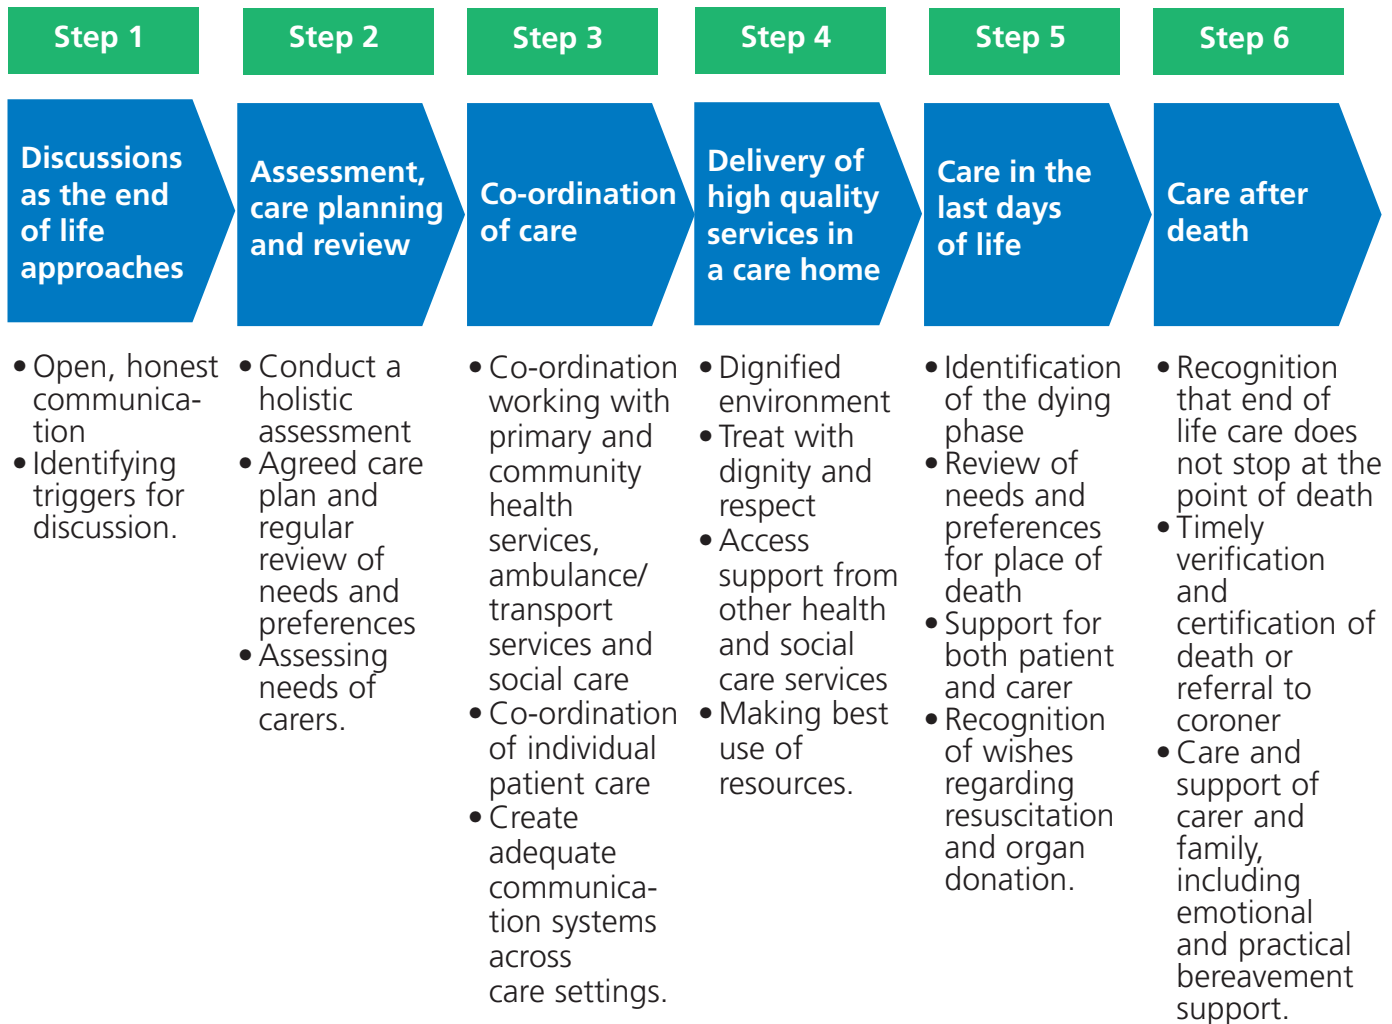 Step 1
Discussions
as the end
of life
approaches
• Open, honest
communica-
tion
• Identifying
triggers for
discussion.
Step 2
Assessment,
care planning
and review
• Conduct a
holistic
assessment
• Agreed care
plan and
regular
review of
needs and
preferences
• Assessing
needs of
carers.
Step 3
Co-ordination
of care
• Co-ordination
working with
primary and
community
health
services,
ambulance/
transport
services and
social care
• Co-ordination
of individual
patient care
• Create
adequate
communica-
tion systems
across
care settings.
Step 4
Delivery of
high quality
services in
a care home
• Dignified
environment
• Treat with
dignity and
respect
• Access
support from
other health
and social
care services
• Making best
use of
resources.
Step 5
Care in the
last days
of life
• Identification
of the dying
phase
• Review of
needs and
preferences
for place of
death
• Support for
both patient
and carer
• Recognition
of wishes
regarding
resuscitation
and organ
donation.
Step 6
Care after
death
• Recognition
that end of
life care does
not stop at the
point of death
• Timely
verification
and
certification of
death or
referral to
coroner
• Care and
support of
carer and
family,
including
emotional
and practical
bereavement
support.